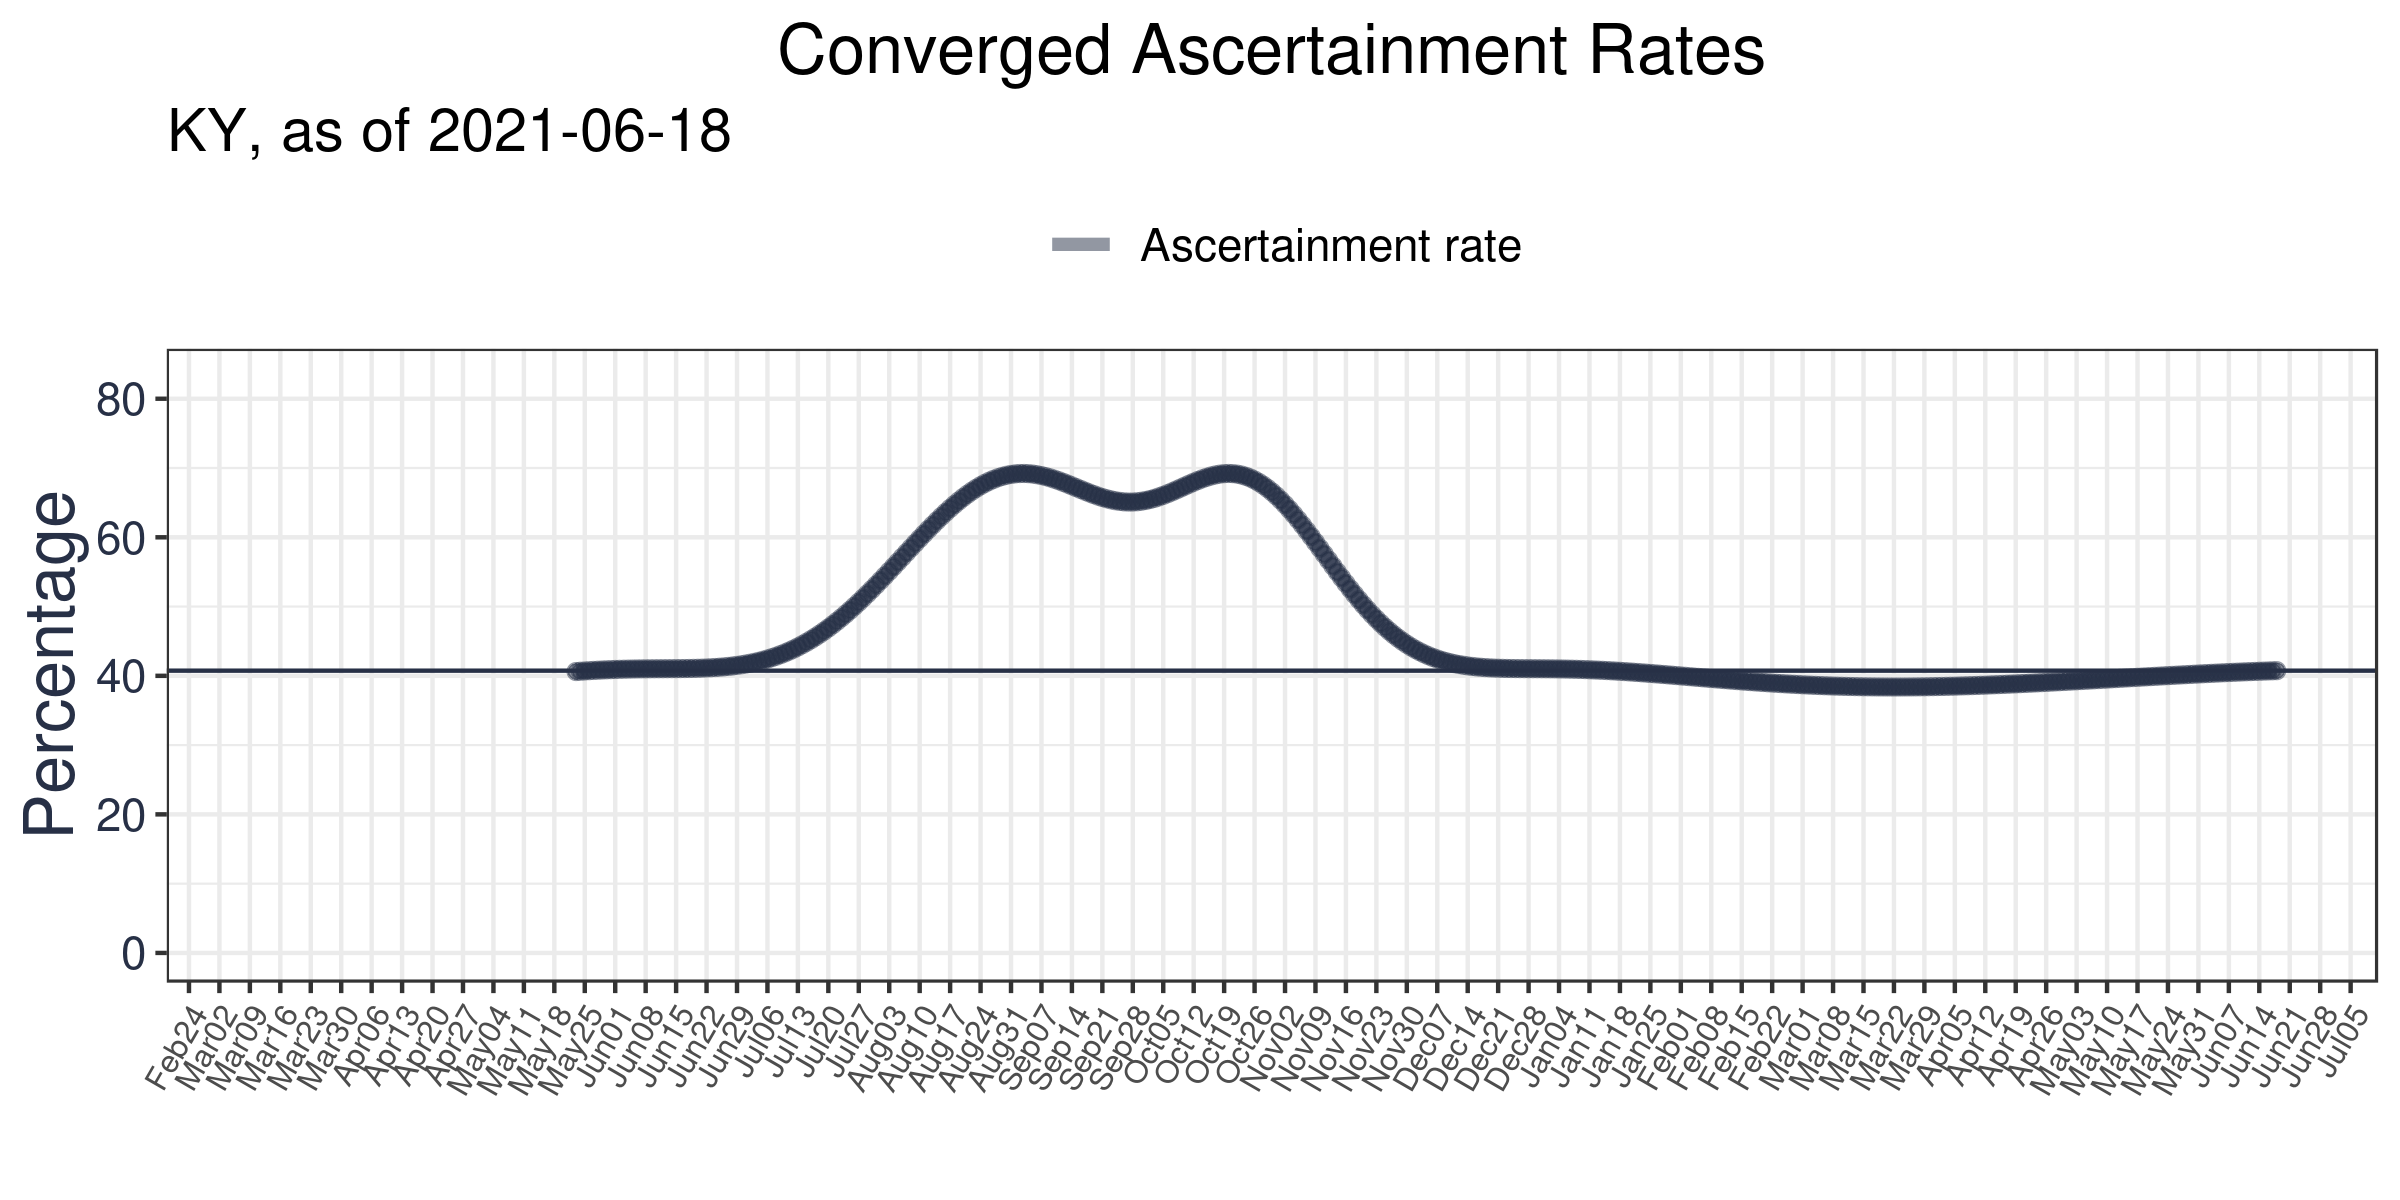 Converged Ascertainment Rates
KY, as of 2021-06-18
Ascertainment rate
Percentage
80
60
40
20
0
Feb24
Mar02
Mar09
Mar16
Mar23
Mar30
Apr06
Apr13
Apr20
Apr27
May04
May11
May18
May25
Jun01
Jun08
Jun15
Jun22
Jun29
Jul06
Jul13
Jul20
Jul27
Aug03
Aug10
Aug17
Aug24
Aug31
Sep07
Sep14
Sep21
Sep28
Oct05
Oct12
Oct19
Oct26
Nov02
Nov09
Nov16
Nov23
Nov30
Dec07
Dec14
Dec21
Dec28
Jan04
Jan11
Jan18
Jan25
Feb01
Feb08
Feb15
Feb22
Mar01
Mar08
Mar15
Mar22
Mar29
Apr05
Apr12
Apr19
Apr26
May03
May10
May17
May24
May31
Jun07
Jun14
Jun21
Jun28
Jul05